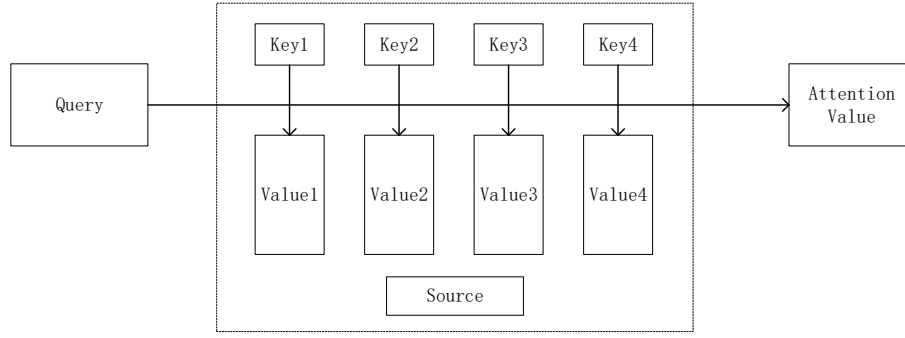 Key1
Key2
Key3
Key4
Query
Attention
Value
Value1
Value2
Value3
Value4
Source